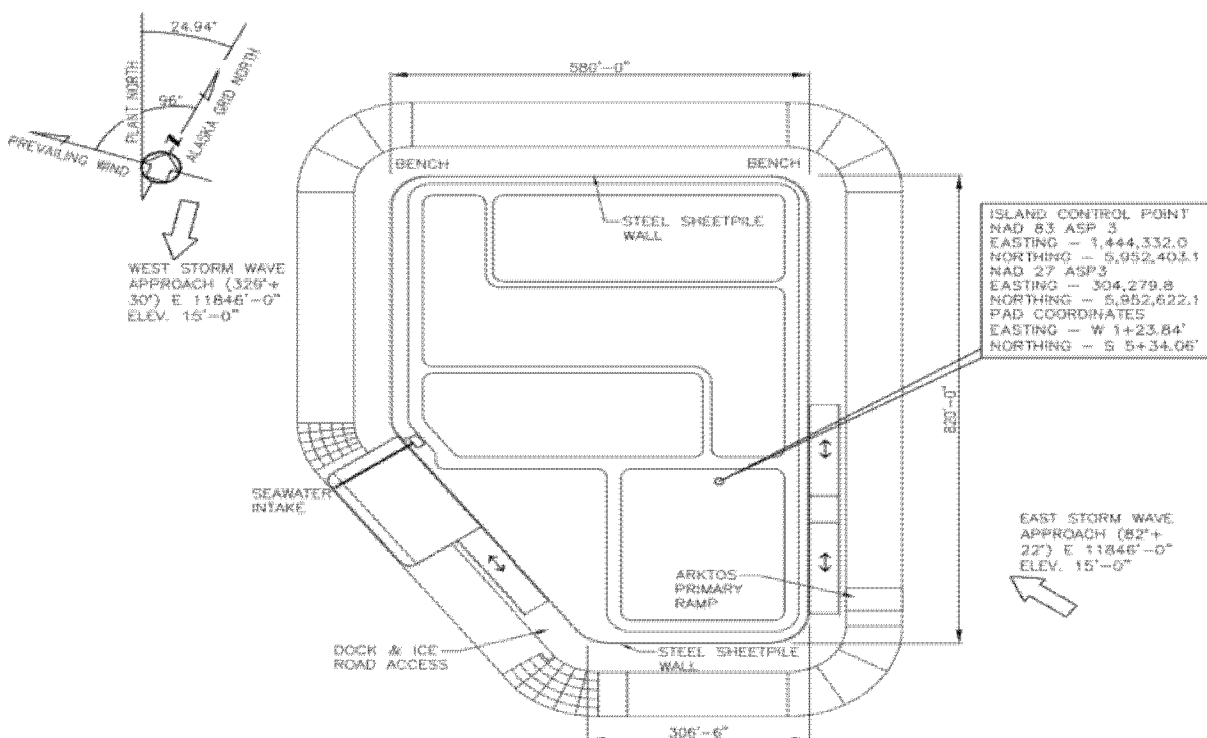 24.94°
PLANT NORTH
ALASKA GRID NORTH
96°
PREVAILING WIND
580'-0"
BENCH
BENCH
STEEL SHEETPILE
WALL
WEST STORM WAVE
APPROACH (329°+
30°) E 11846'-0"
ELEV. 15'-0"
ISLAND CONTROL POINT
NAD 83 ASP 3
EASTING - 1,444,332.0
NORTHING - 5,952,403.1
NAD 27 ASP3
EASTING - 304,279.8
NORTHING - 5,952,622.1
PAD COORDINATES
EASTING - W 1+23.84'
NORTHING - S 5+34.06'
820'-0"
SEAWATER
INTAKE
EAST STORM WAVE
APPROACH (82°+
22°) E 11846'-0"
ELEV. 15'-0"
ARKTOS
PRIMARY
RAMP
DOCK & ICE
ROAD ACCESS
STEEL SHEETPILE
WALL
306'-6"